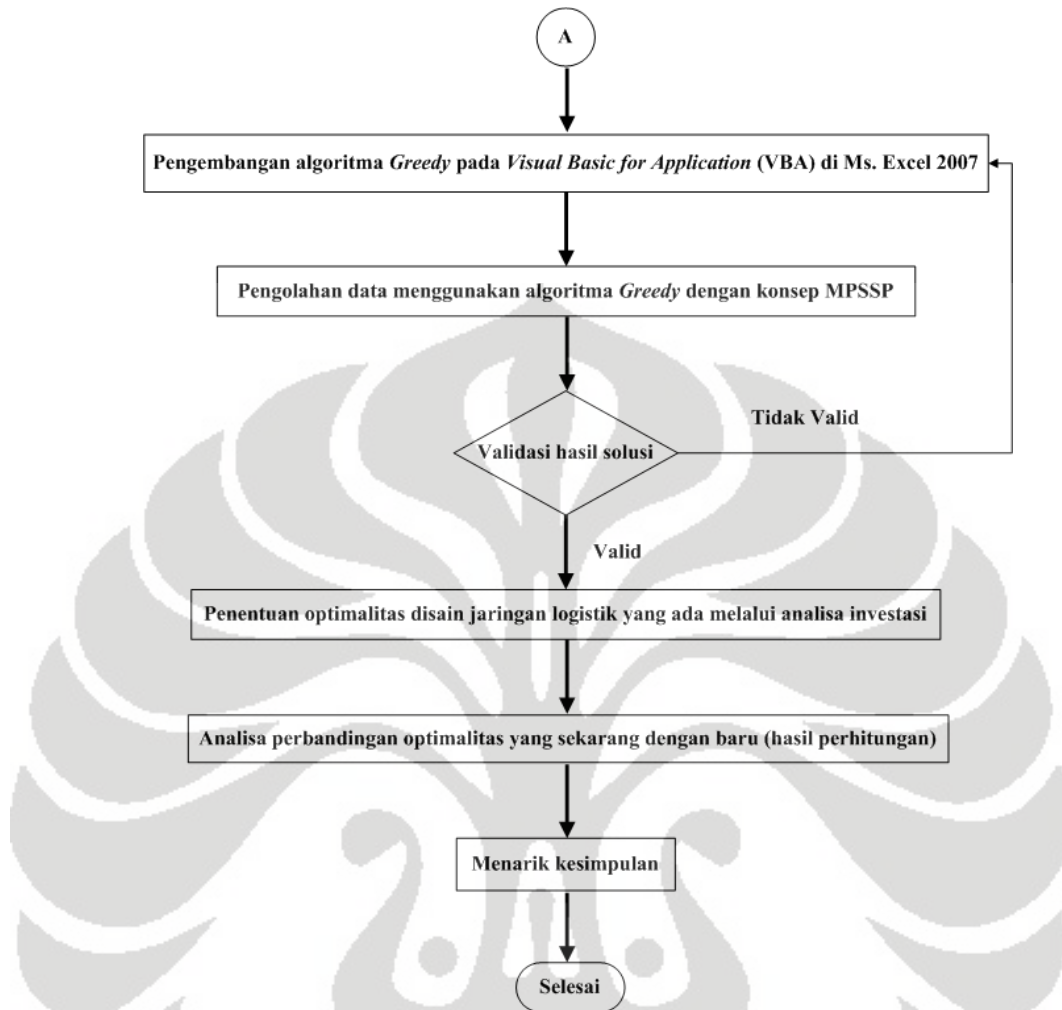 A
Pengembangan algoritma Greedy pada Visual Basic for Application (VBA) di Ms. Excel 2007
Pengolahan data menggunakan algoritma Greedy dengan konsep MPSSP
Tidak Valid
Validasi hasil solusi
Valid
Penentuan optimalitas disain jaringan logistik yang ada melalui analisa investasi
Analisa perbandingan optimalitas yang sekarang dengan baru (hasil perhitungan)
Menarik kesimpulan
Selesai